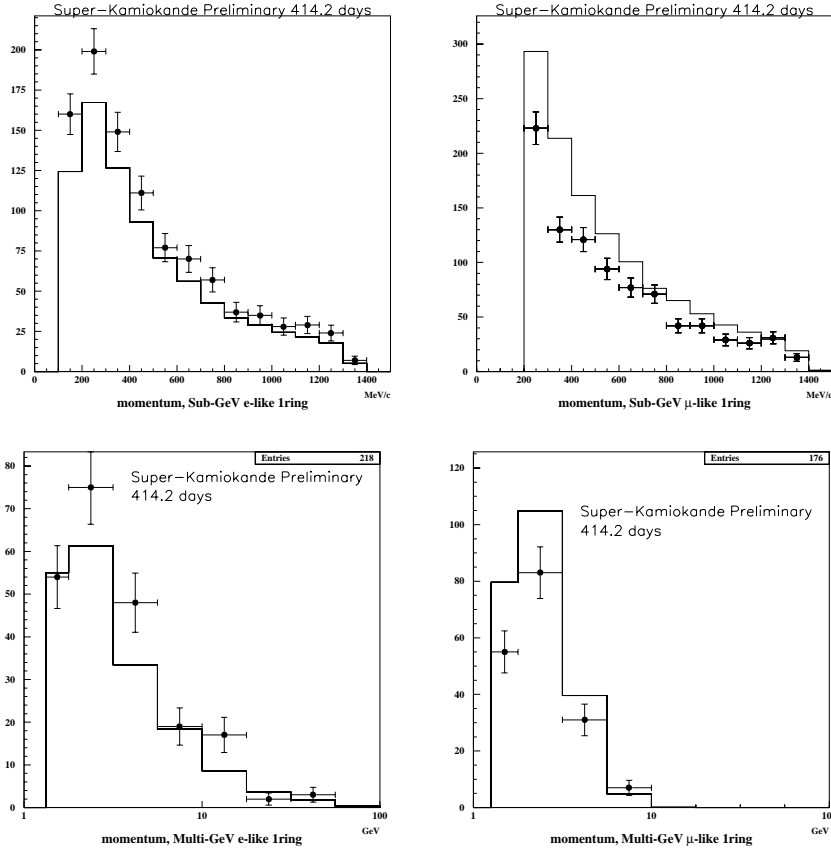 Super-Kamiokande Preliminary 414.2 days
200
175
150
125
100
75
50
25
0
0 200 400 600 800 1000 1200 1400
MeV/c
momentum, Sub-GeV e-like 1ring
Super-Kamiokande Preliminary 414.2 days
300
250
200
150
100
50
0
0 200 400 600 800 1000 1200 1400
MeV/c
momentum, Sub-GeV μ-like 1ring
Entries 218
Super-Kamiokande Preliminary
414.2 days
80
70
60
50
40
30
20
10
0
1 10 100
GeV
momentum, Multi-GeV e-like 1ring
Entries 176
Super-Kamiokande Preliminary
414.2 days
120
100
80
60
40
20
0
1 10 10
GeV
momentum, Multi-GeV μ-like 1ring